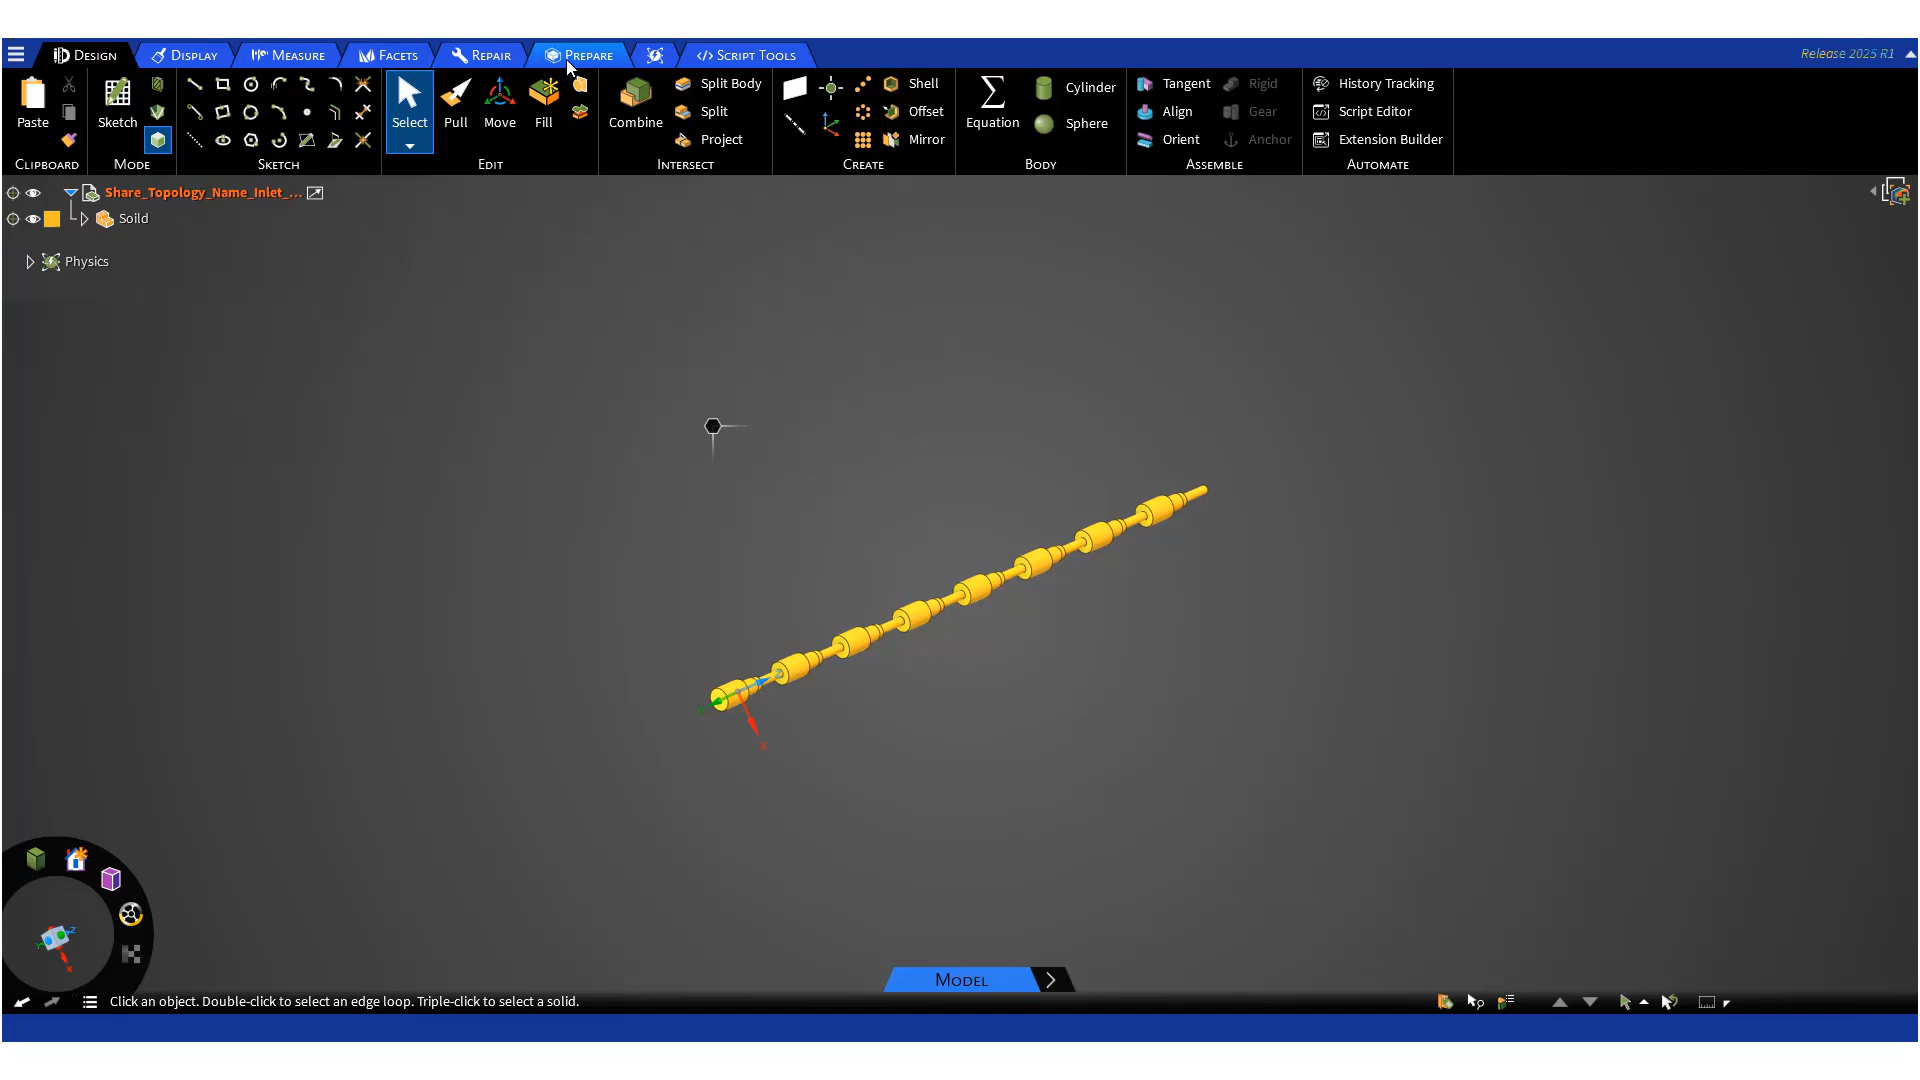 Design Display Measure Facets Repair Prepare Script Tools Release 2025 R1
Split Body Shell Cylinder Tangent Rigid History Tracking
Paste Sketch Select Pull Move Fill Combine Split Offset Equation Sphere Align Gear Script Editor
Project Mirror Orient Anchor Extension Builder
Clipboard Mode Sketch Edit Intersect Create Body Assemble Automate
Share_Topology_Name_Inlet_...
Soild
Physics
X
Y Z
X
Model
Click an object. Double-click to select an edge loop. Triple-click to select a solid.